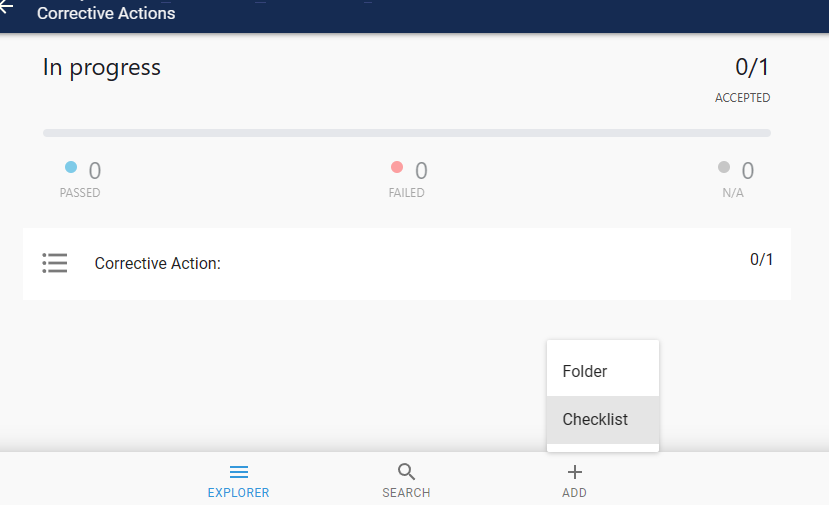 Corrective Actions
In progress
0/1
ACCEPTED
0
PASSED
0
FAILED
0
N/A
Corrective Action:
0/1
Folder
Checklist
EXPLORER
SEARCH
ADD